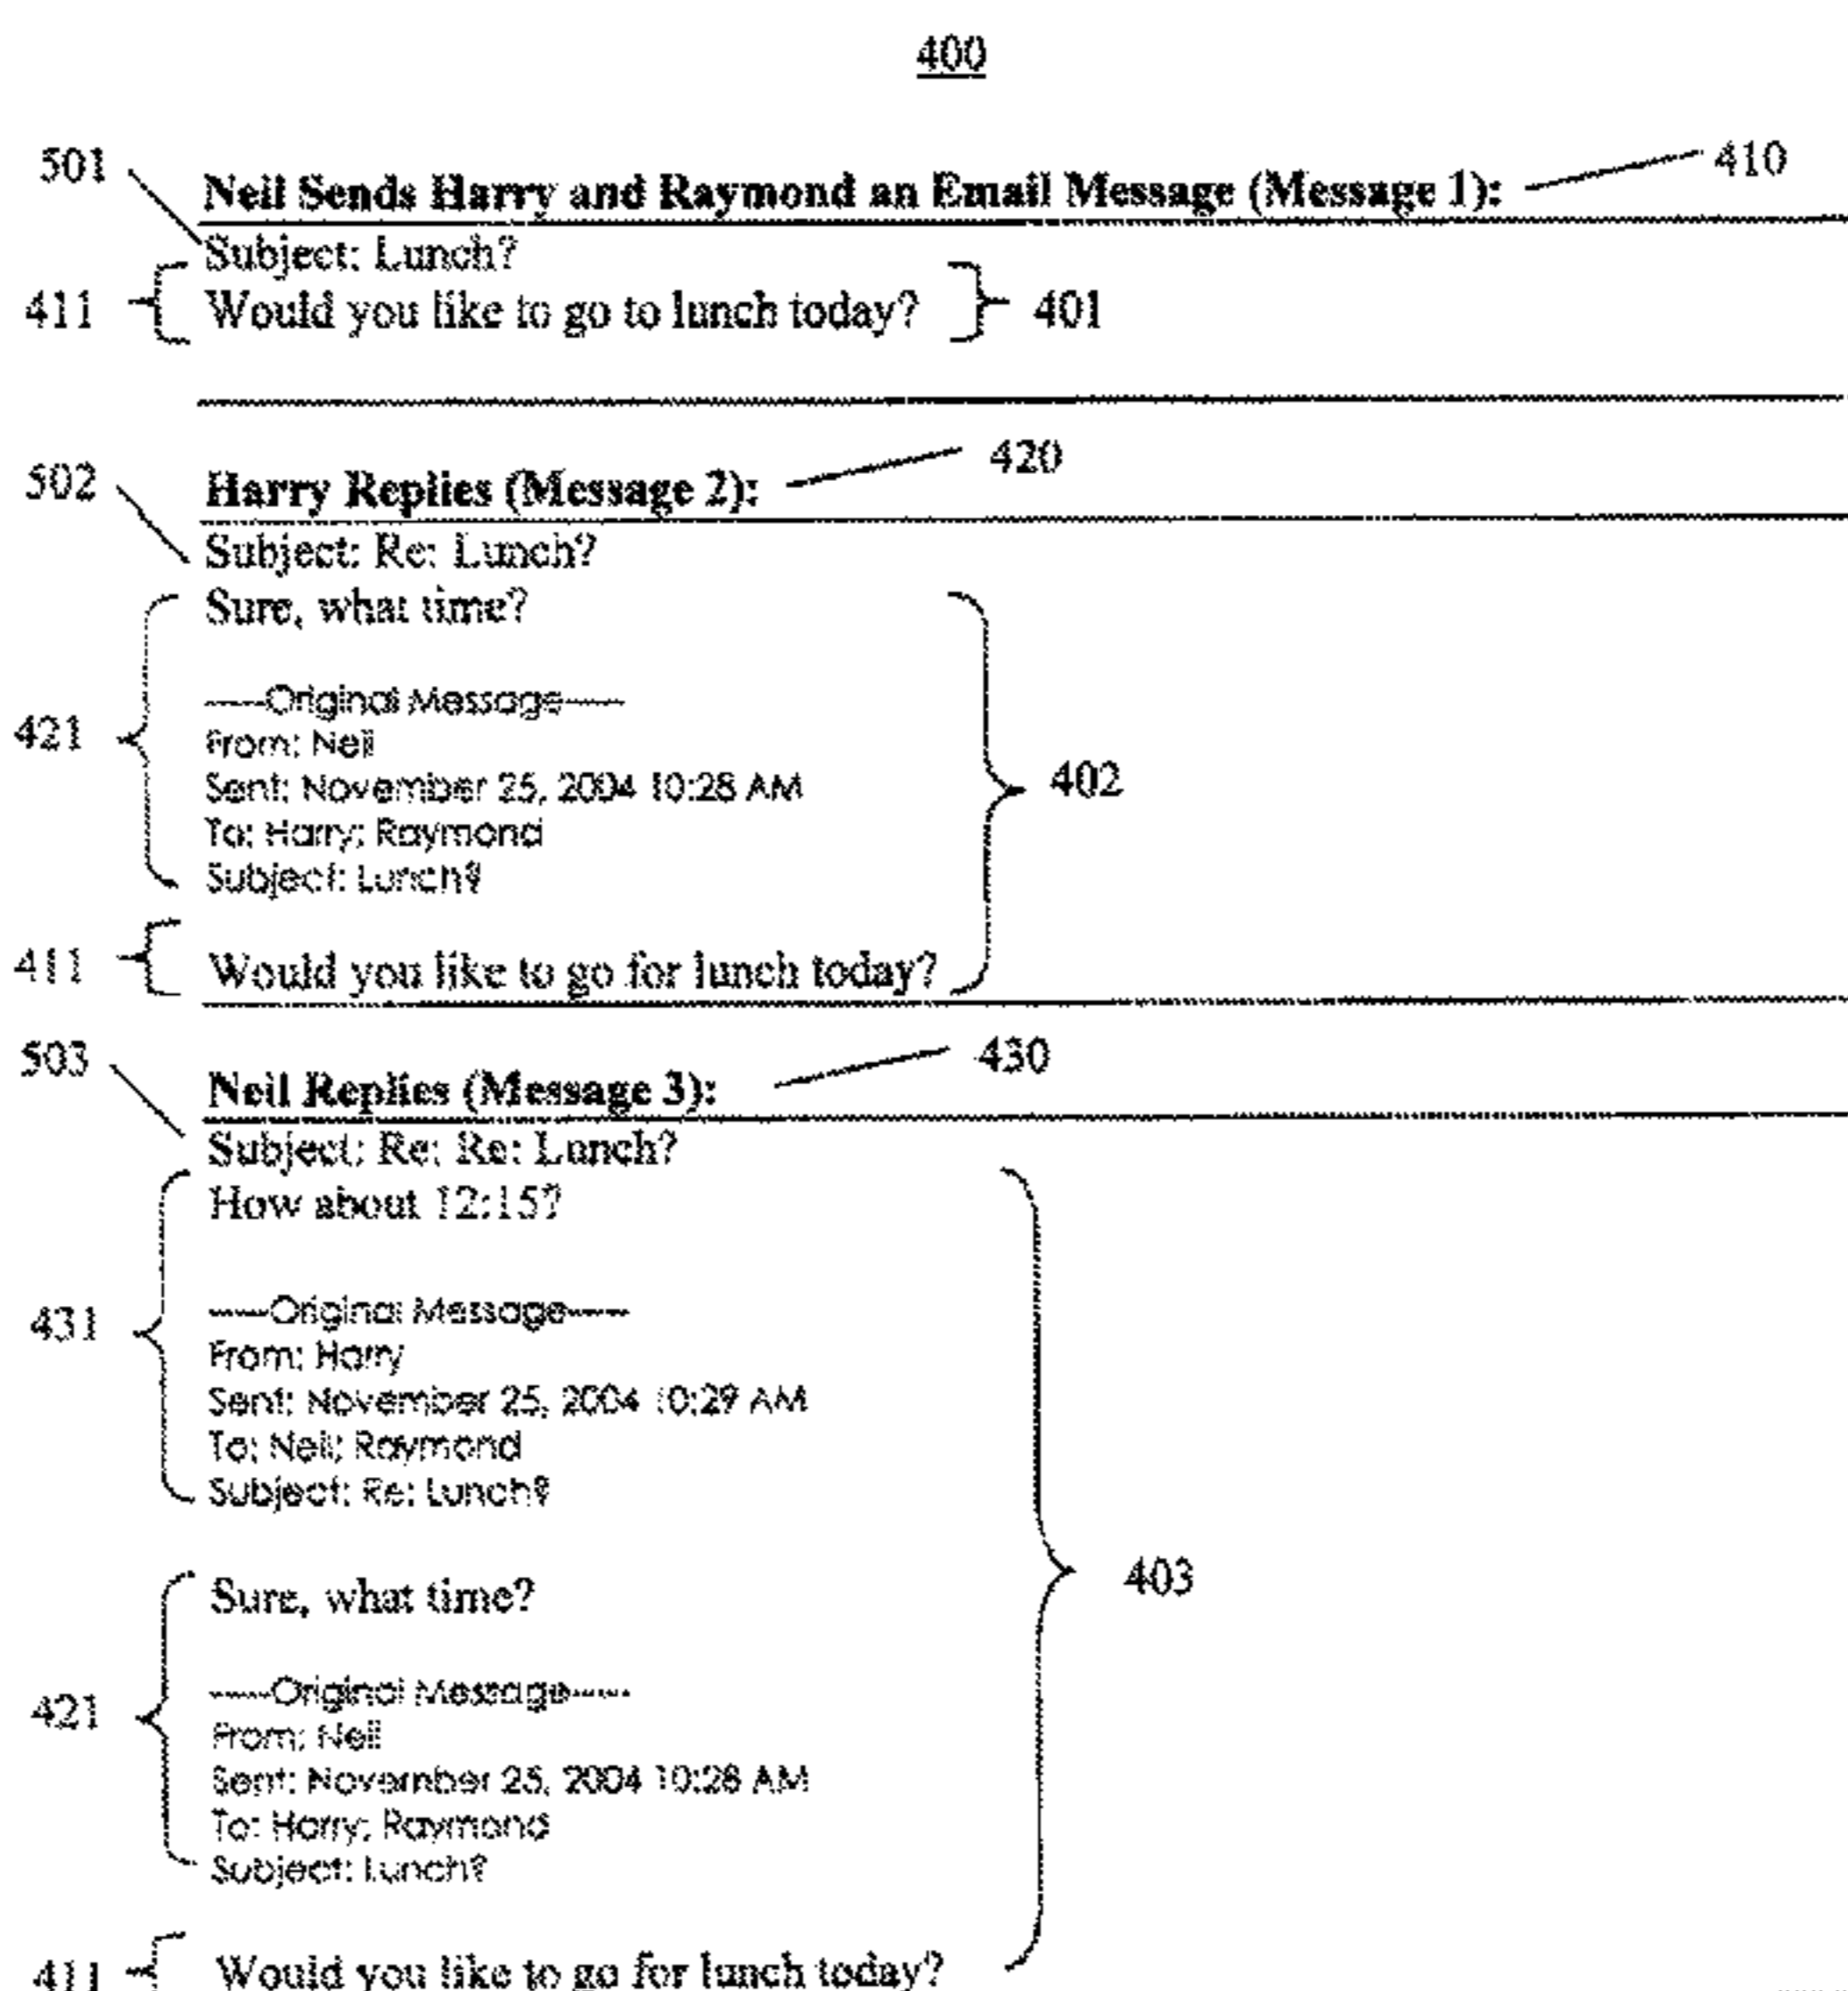 400
501 Neil Sends Harry and Raymond an Email Message (Message 1): 410
Subject: Lunch?
411 Would you like to go to lunch today? 401
502 Harry Replies (Message 2): 420
Subject: Re: Lunch?
Sure, what time?
-----Original Message-----
421 From: Neil
Sent: November 25, 2004 10:28 AM 402
To: Harry; Raymond
Subject: Lunch?
411 Would you like to go for lunch today?
503 Neil Replies (Message 3): 430
Subject: Re: Re: Lunch?
How about 12:15?
431 -----Original Message-----
From: Harry
Sent: November 25, 2004 10:29 AM
To: Neil; Raymond
Subject: Re: Lunch?
403
Sure, what time?
421 -----Original Message-----
From: Neil
Sent: November 25, 2004 10:28 AM
To: Harry; Raymond
Subject: Lunch?
411 Would you like to go for lunch today?